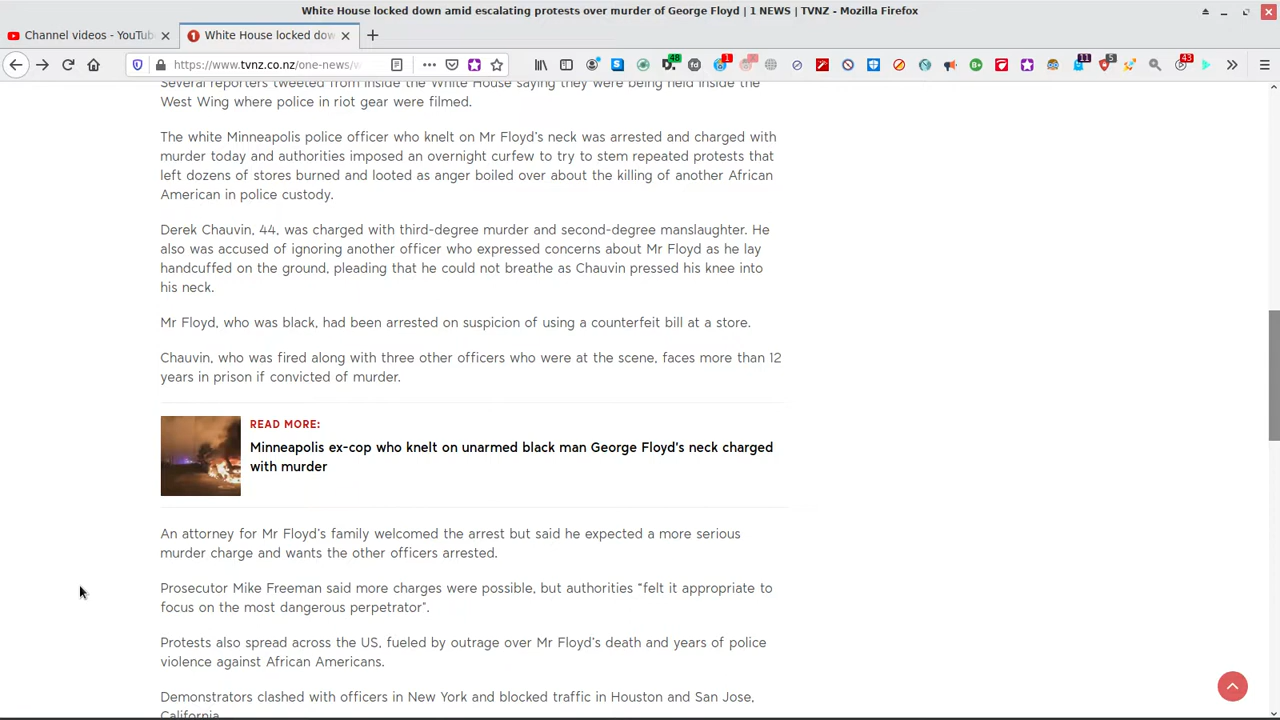 White House locked down amid escalating protests over murder of George Floyd | 1 NEWS | TVNZ - Mozilla Firefox
Channel videos - YouTub
White House locked dow
https://www.tvnz.co.nz/one-news/w
48
1
11
5
43
Several reporters tweeted from inside the White House saying they were being held inside the
West Wing where police in riot gear were filmed.
The white Minneapolis police officer who knelt on Mr Floyd's neck was arrested and charged with
murder today and authorities imposed an overnight curfew to try to stem repeated protests that
left dozens of stores burned and looted as anger boiled over about the killing of another African
American in police custody.
Derek Chauvin, 44, was charged with third-degree murder and second-degree manslaughter. He
also was accused of ignoring another officer who expressed concerns about Mr Floyd as he lay
handcuffed on the ground, pleading that he could not breathe as Chauvin pressed his knee into
his neck.
Mr Floyd, who was black, had been arrested on suspicion of using a counterfeit bill at a store.
Chauvin, who was fired along with three other officers who were at the scene, faces more than 12
years in prison if convicted of murder.
READ MORE:
Minneapolis ex-cop who knelt on unarmed black man George Floyd's neck charged
with murder
An attorney for Mr Floyd's family welcomed the arrest but said he expected a more serious
murder charge and wants the other officers arrested.
Prosecutor Mike Freeman said more charges were possible, but authorities “felt it appropriate to
focus on the most dangerous perpetrator”.
Protests also spread across the US, fueled by outrage over Mr Floyd's death and years of police
violence against African Americans.
Demonstrators clashed with officers in New York and blocked traffic in Houston and San Jose,
California.